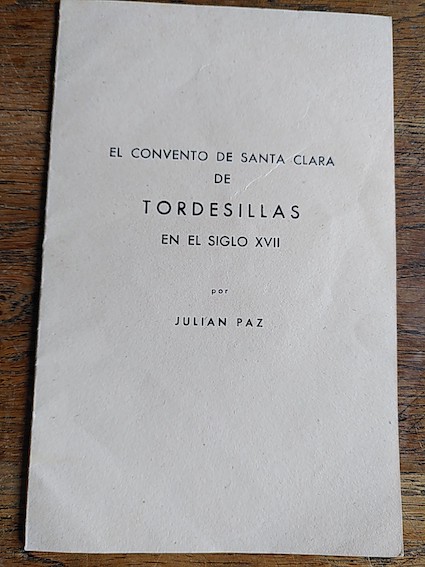 EL CONVENTO DE SANTA CLARA
DE
TORDESILLAS
EN EL SIGLO XVII
por
JULIAN PAZ